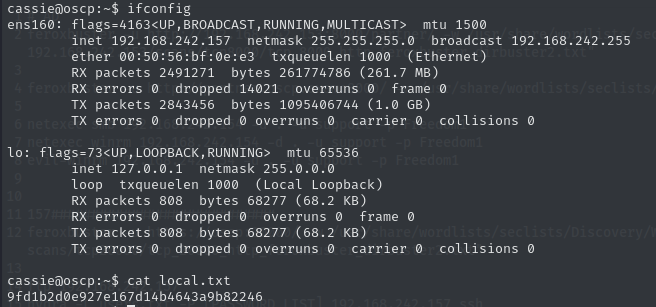 cassie@oscp:~$ ifconfig
ens160: flags=4163<UP,BROADCAST,RUNNING,MULTICAST>  mtu 1500
inet 192.168.242.157  netmask 255.255.255.0  broadcast 192.168.242.255
ether 00:50:56:bf:0e:e3  txqueuelen 1000  (Ethernet)
RX packets 2491271  bytes 261774786 (261.7 MB)
RX errors 0  dropped 14021  overruns 0  frame 0
TX packets 2843456  bytes 1095406744 (1.0 GB)
TX errors 0  dropped 0 overruns 0  carrier 0  collisions 0
lo: flags=73<UP,LOOPBACK,RUNNING>  mtu 65536
inet 127.0.0.1  netmask 255.0.0.0
loop  txqueuelen 1000  (Local Loopback)
RX packets 808  bytes 68277 (68.2 KB)
RX errors 0  dropped 0  overruns 0  frame 0
TX packets 808  bytes 68277 (68.2 KB)
TX errors 0  dropped 0 overruns 0  carrier 0  collisions 0
cassie@oscp:~$ cat local.txt
9fd1b2d0e927e167d14b4643a9b82246